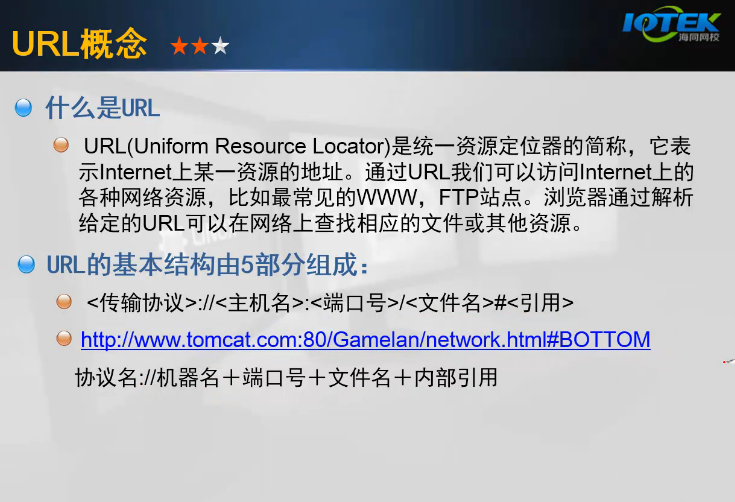 URL概念
IOTEK
海同网校
什么是URL
URL(Uniform Resource Locator)是统一资源定位器的简称，它表
示Internet上某一资源的地址。通过URL我们可以访问Internet上的
各种网络资源，比如最常见的WWW，FTP站点。浏览器通过解析
给定的URL可以在网络上查找相应的文件或其他资源。
URL的基本结构由5部分组成：
<传输协议>://<主机名>:<端口号>/<文件名>#<引用>
http://www.tomcat.com:80/Gamelan/network.html#BOTTOM
协议名://机器名＋端口号＋文件名＋内部引用